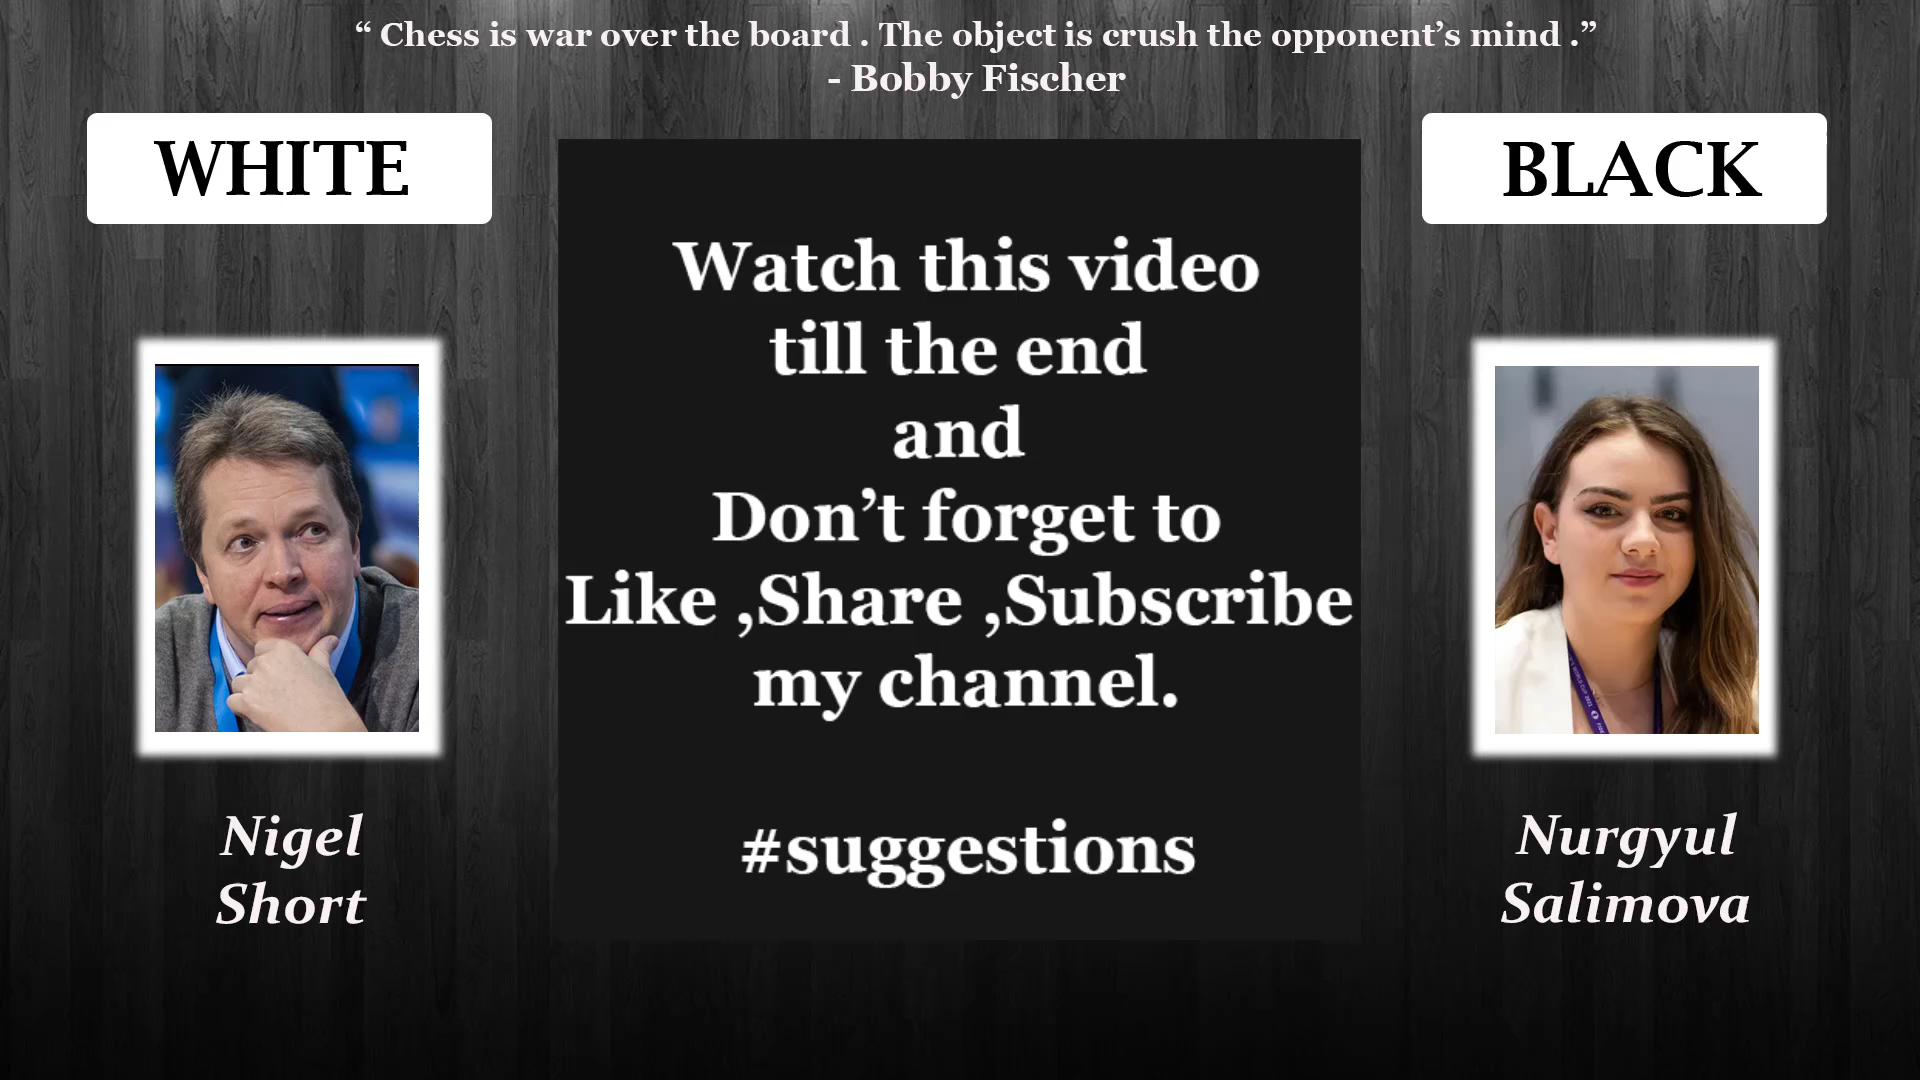 “ Chess is war over the board . The object is crush the opponent’s mind .”
- Bobby Fischer
WHITE
BLACK
Watch this video
till the end
and
Don’t forget to
Like ,Share ,Subscribe
my channel.
#suggestions
Nigel
Short
Nurgyul
Salimova